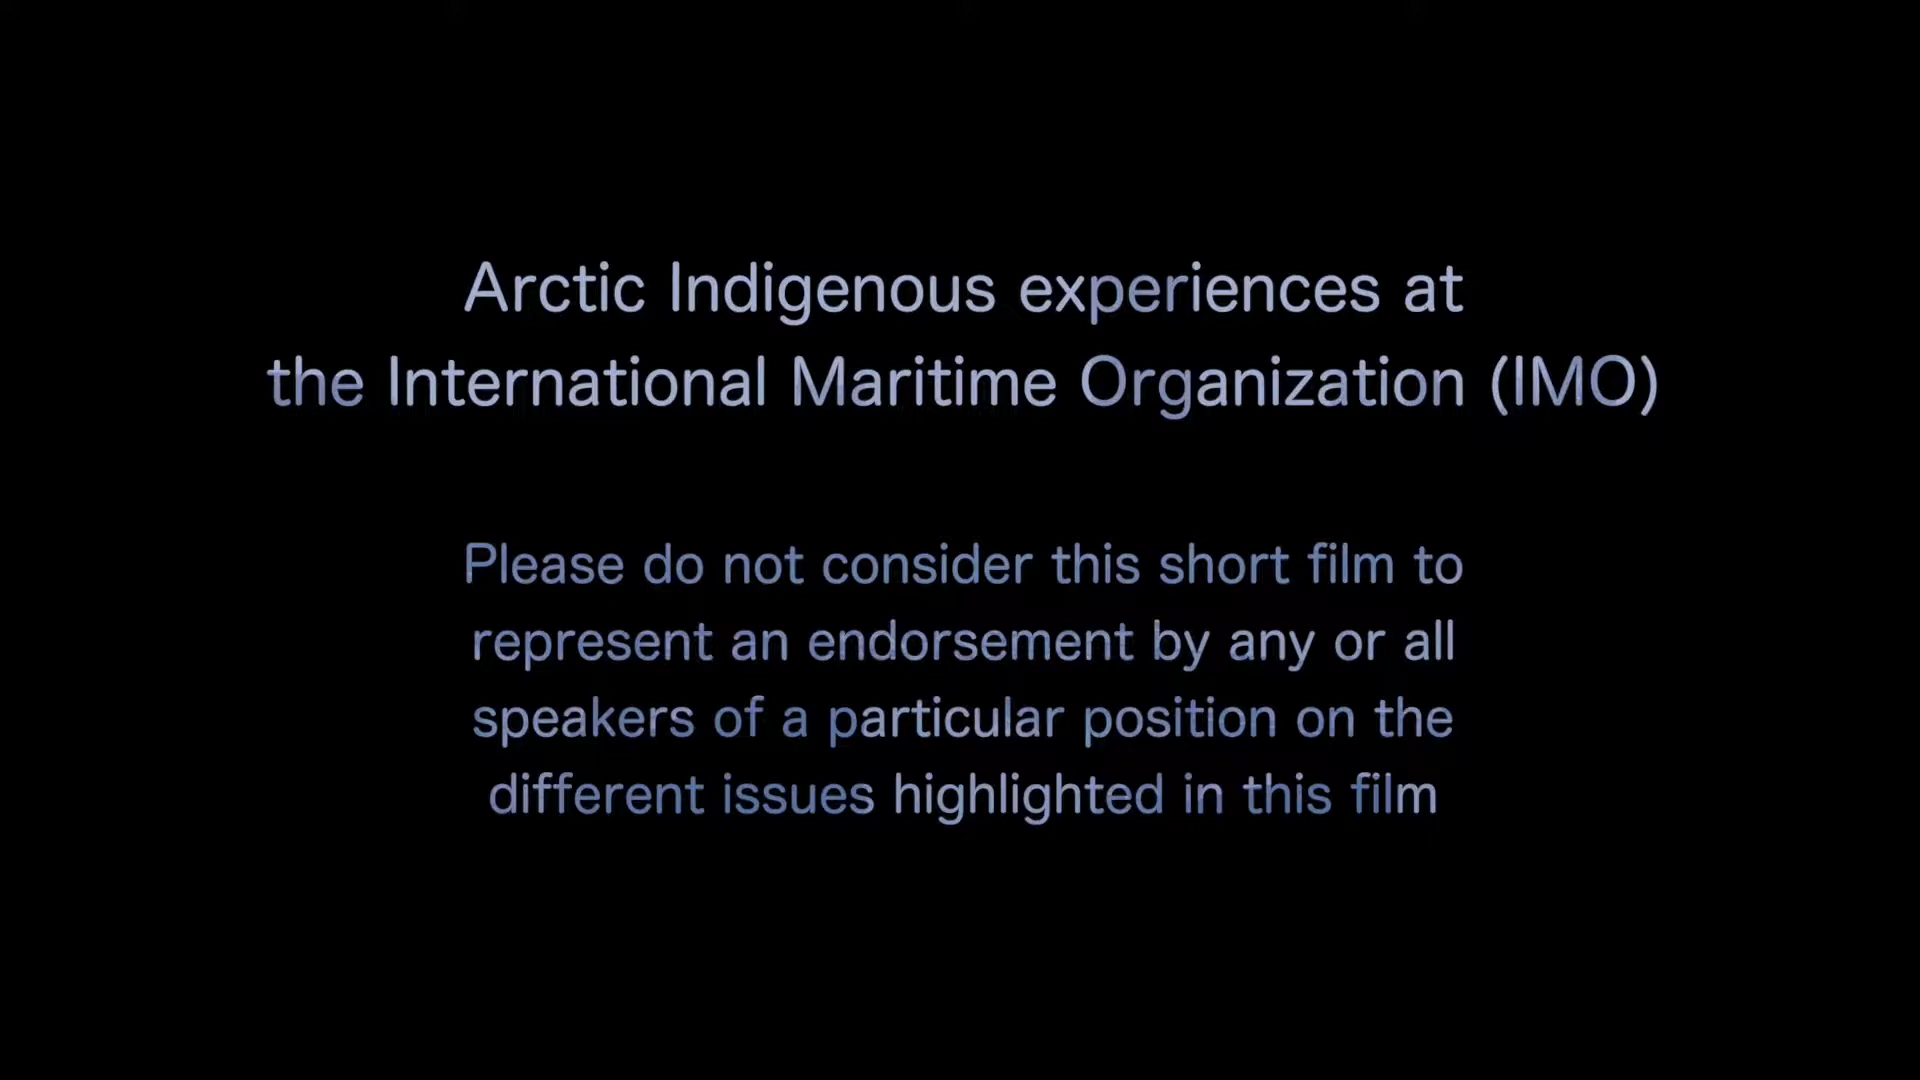 Arctic Indigenous experiences at
the International Maritime Organization (IMO)
Please do not consider this short film to
represent an endorsement by any or all
speakers of a particular position on the
different issues highlighted in this film